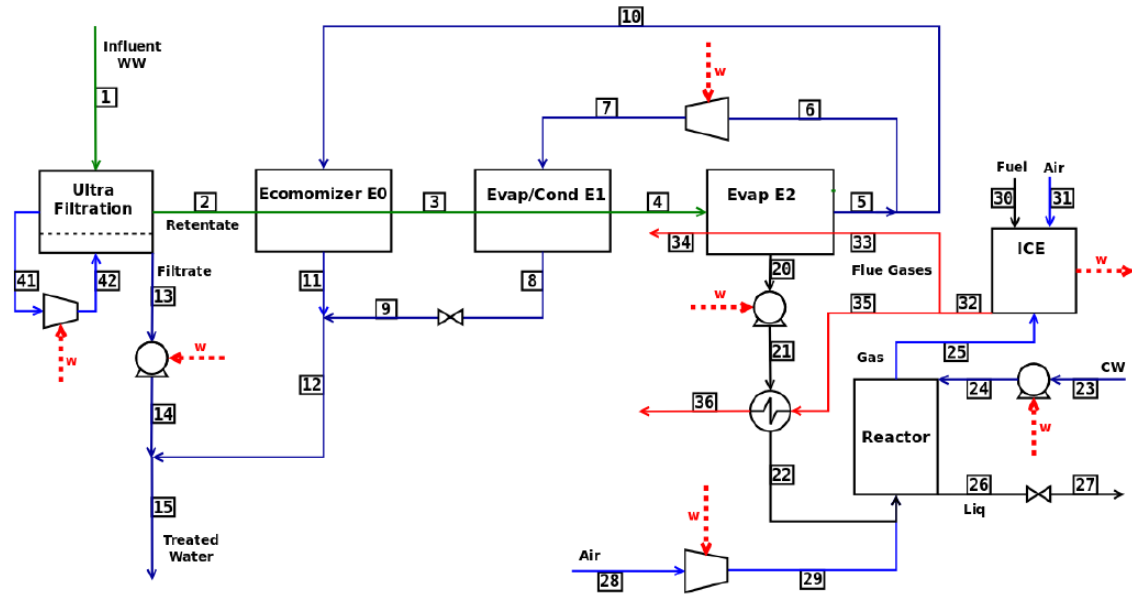 10
Influent
WW
w
1
7
6
Fuel
Air
30
31
Ultra
Filtration
Ecomomizer E0
Evap/Cond E1
Evap E2
2
3
4
5
Retentate
34
33
ICE
w
Flue Gases
41
42
Filtrate
13
11
8
20
w
35
32
9
w
21
Gas
25
CW
24
23
w
14
12
36
w
Reactor
22
26
27
Liq
15
w
Treated
Water
Air
28
29